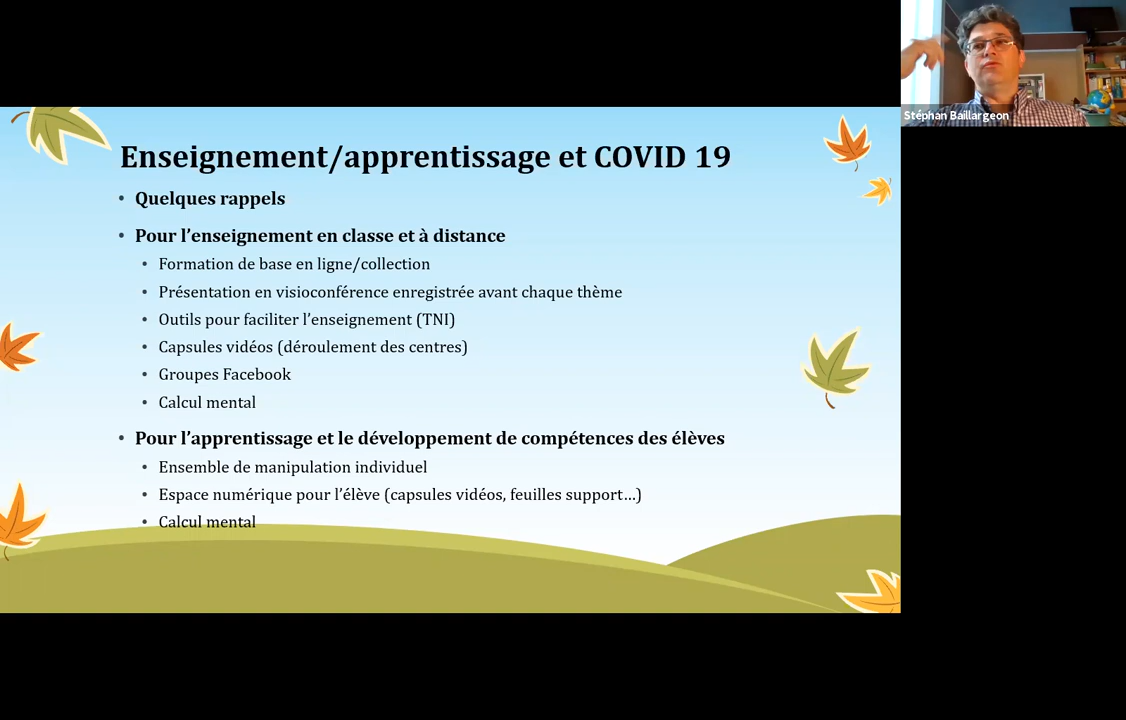 Stéphan Baillargeon
Enseignement/apprentissage et COVID 19
• Quelques rappels
• Pour l’enseignement en classe et à distance
• Formation de base en ligne/collection
• Présentation en visioconférence enregistrée avant chaque thème
• Outils pour faciliter l’enseignement (TNI)
• Capsules vidéos (déroulement des centres)
• Groupes Facebook
• Calcul mental
• Pour l’apprentissage et le développement de compétences des élèves
• Ensemble de manipulation individuel
• Espace numérique pour l’élève (capsules vidéos, feuilles support…)
• Calcul mental